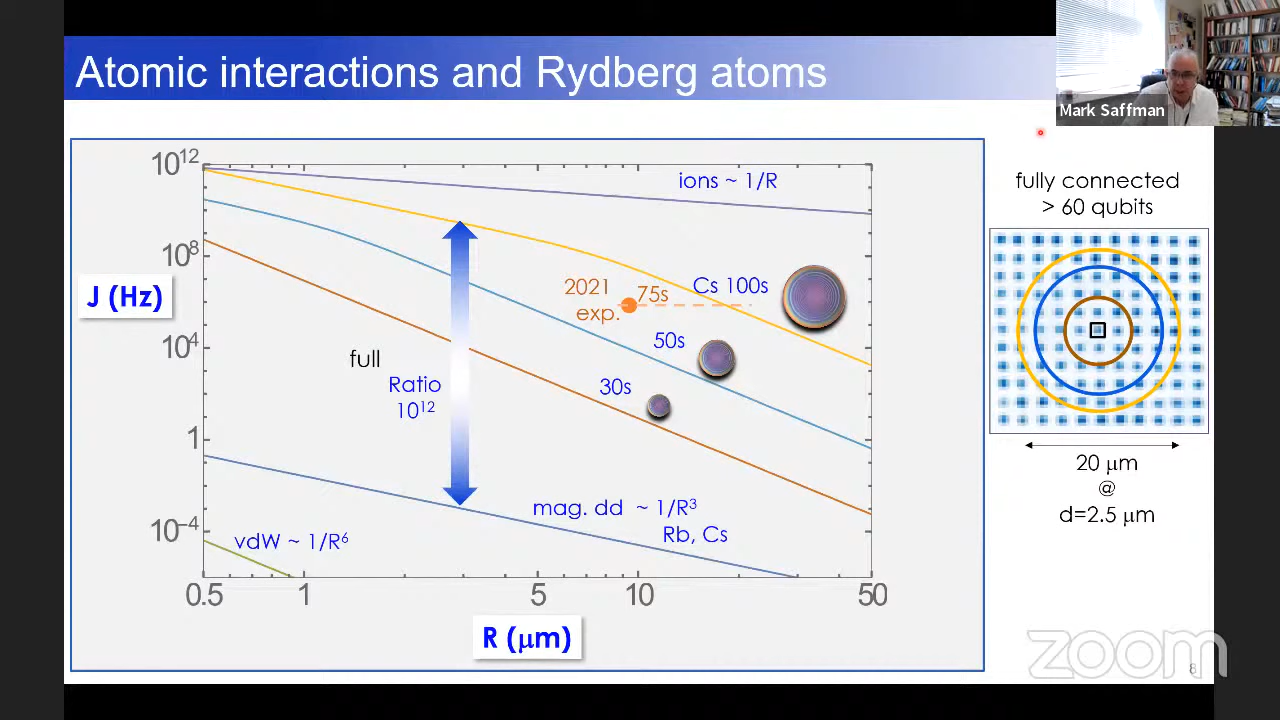 Atomic interactions and Rydberg atoms
Mark Saffman
10¹²
10⁸
10⁴
1
10⁻⁴
J (Hz)
ions ~ 1/R
2021
exp.
75s
Cs 100s
50s
30s
full
Ratio
10¹²
mag. dd ~ 1/R³
Rb, Cs
vdW ~ 1/R⁶
0.5
1
5
10
50
R (μm)
fully connected
> 60 qubits
20 μm
@
d=2.5 μm
zoom
8